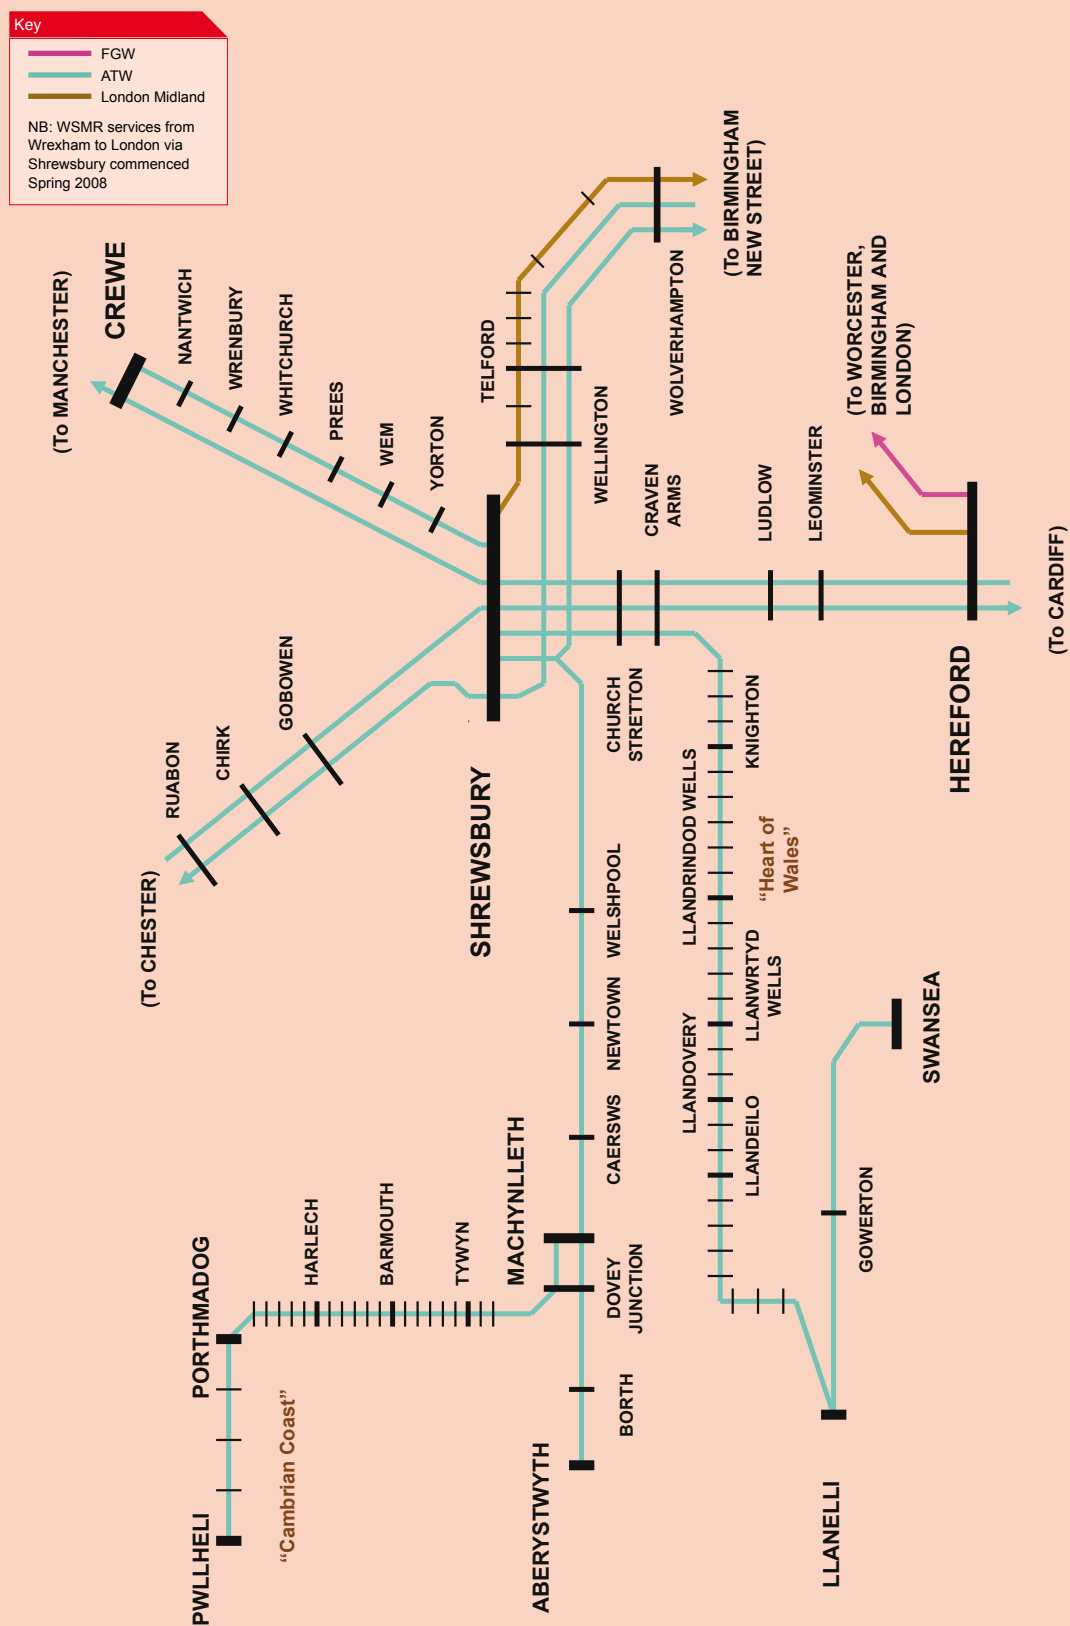 Key
FGW
ATW
London Midland
NB: WSMR services from
Wrexham to London via
Shrewsbury commenced
Spring 2008
(To MANCHESTER)
CREWE
NANTWICH
WRENBURY
WHITCHURCH
PREES
WEM
YORTON
TELFORD
WELLINGTON
WOLVERHAMPTON
(To BIRMINGHAM
NEW STREET)
(To WORCESTER,
BIRMINGHAM AND
LONDON)
CRAVEN
ARMS
LUDLOW
LEOMINSTER
(To CARDIFF)
HEREFORD
CHURCH
STRETTON
KNIGHTON
GOBOWEN
CHIRK
RUABON
(To CHESTER)
SHREWSBURY
WELSHPOOL
NEWTOWN
CAERSWS
MACHYNLLETH
DOVEY
JUNCTION
BORTH
ABERYSTWYTH
LLANDRINDOD WELLS
“Heart of
Wales”
LLANWRTYD
WELLS
LLANDOVERY
LLANDEILO
SWANSEA
GOWERTON
LLANELLI
TYWYN
BARMOUTH
HARLECH
PORTHMADOG
“Cambrian Coast”
PWLLHELI